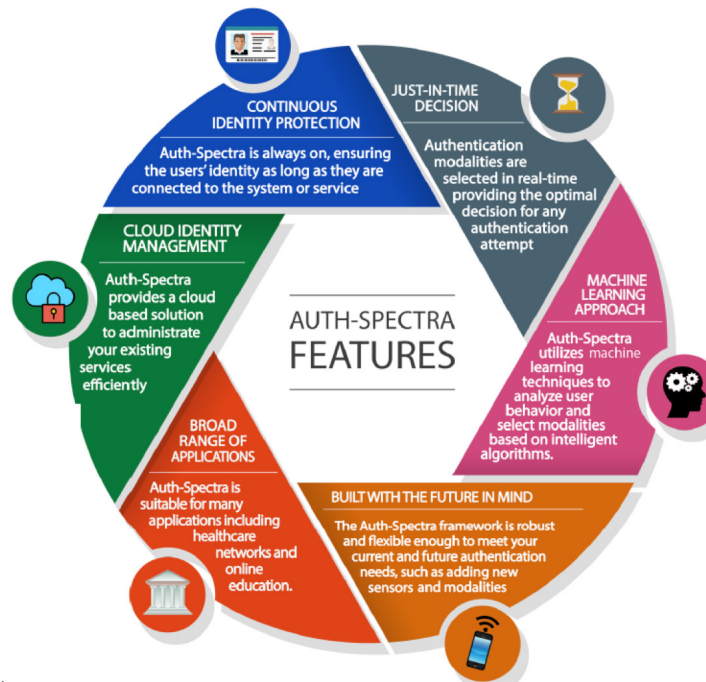 CONTINUOUS
IDENTITY PROTECTION
Auth-Spectra is always on, ensuring
the users' identity as long as they are
connected to the system or service
JUST-IN-TIME
DECISION
Authentication
modalities are
selected in real-time
providing the optimal
decision for any
authentication
attempt
MACHINE
LEARNING
APPROACH
Auth-Spectra
utilizes machine
learning
techniques to
analyze user
behavior and
select modalities
based on intelligent
algorithms.
BUILT WITH THE FUTURE IN MIND
The Auth-Spectra framework is robust
and flexible enough to meet your
current and future authentication
needs, such as adding new
sensors and modalities
BROAD
RANGE OF
APPLICATIONS
Auth-Spectra is
suitable for many
applications including
healthcare
networks and
online
education.
CLOUD IDENTITY
MANAGEMENT
Auth-Spectra
provides a cloud
based solution
to administrate
your existing
services
efficiently
AUTH-SPECTRA
FEATURES